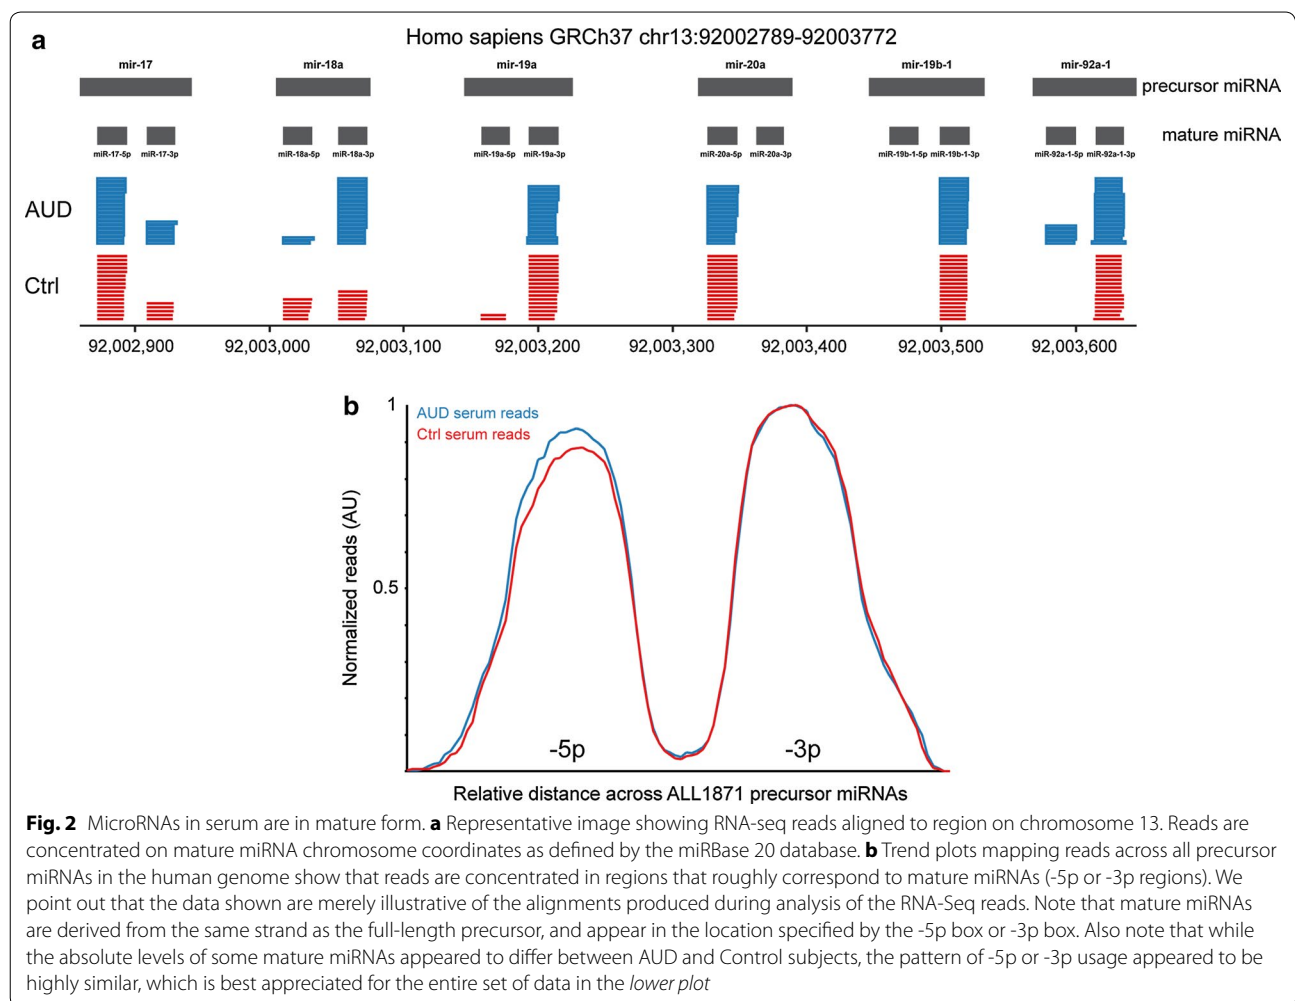 a
Homo sapiens GRCh37 chr13:92002789-92003772
mir-17 mir-18a mir-19a mir-20a mir-19b-1 mir-92a-1
precursor miRNA
mature miRNA
miR-17-5p miR-17-3p miR-18a-5p miR-18a-3p miR-19a-5p miR-19a-3p miR-20a-5p miR-20a-3p miR-19b-1-5p miR-19b-1-3p miR-92a-1-5p miR-92a-1-3p
AUD
Ctrl
92,002,900 92,003,000 92,003,100 92,003,200 92,003,300 92,003,400 92,003,500 92,003,600
b
1
AUD serum reads
Ctrl serum reads
Normalized reads (AU)
0.5
-5p -3p
Relative distance across ALL1871 precursor miRNAs
Fig. 2 MicroRNAs in serum are in mature form. a Representative image showing RNA-seq reads aligned to region on chromosome 13. Reads are
concentrated on mature miRNA chromosome coordinates as defined by the miRBase 20 database. b Trend plots mapping reads across all precursor
miRNAs in the human genome show that reads are concentrated in regions that roughly correspond to mature miRNAs (-5p or -3p regions). We
point out that the data shown are merely illustrative of the alignments produced during analysis of the RNA-Seq reads. Note that mature miRNAs
are derived from the same strand as the full-length precursor, and appear in the location specified by the -5p box or -3p box. Also note that while
the absolute levels of some mature miRNAs appeared to differ between AUD and Control subjects, the pattern of -5p or -3p usage appeared to be
highly similar, which is best appreciated for the entire set of data in the lower plot